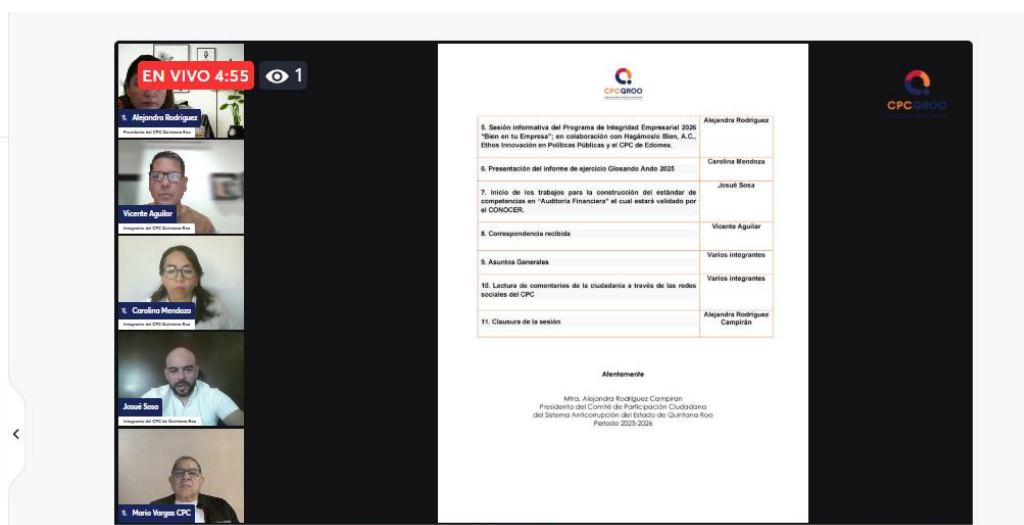 EN VIVO 4:55
1
Alejandra Rodríguez
Presidenta del CPC Quintana Roo
Vicente Aguilar
Integrante del CPC Quintana Roo
Carolina Mendoza
Integrante del CPC Quintana Roo
Josué Sosa
Integrante del CPC de Quintana Roo
Mario Vargas CPC
CPCQROO
5. Sesión informativa del Programa de Integridad Empresarial 2026
"Bien en tu Empresa"; en colaboración con Hagámoslo Bien, A.C.,
Ethos Innovación en Políticas Públicas y el CPC de Edomex.
Alejandra Rodríguez
6. Presentación del informe de ejercicio Glosando Ando 2025
Carolina Mendoza
7. Inicio de los trabajos para la construcción del estándar de
competencias en "Auditoría Financiera" el cual estará validado por
el CONOCER.
Josué Sosa
8. Correspondencia recibida
Vicente Aguilar
9. Asuntos Generales
Varios integrantes
10. Lectura de comentarios de la ciudadanía a través de las redes
sociales del CPC
Varios integrantes
11. Clausura de la sesión
Alejandra Rodríguez
Campirán
Atentamente
Mtra. Alejandra Rodríguez Campiran
Presidenta del Comité de Participación Ciudadana
del Sistema Anticorrupción del Estado de Quintana Roo
Periodo 2025-2026
CPCQROO